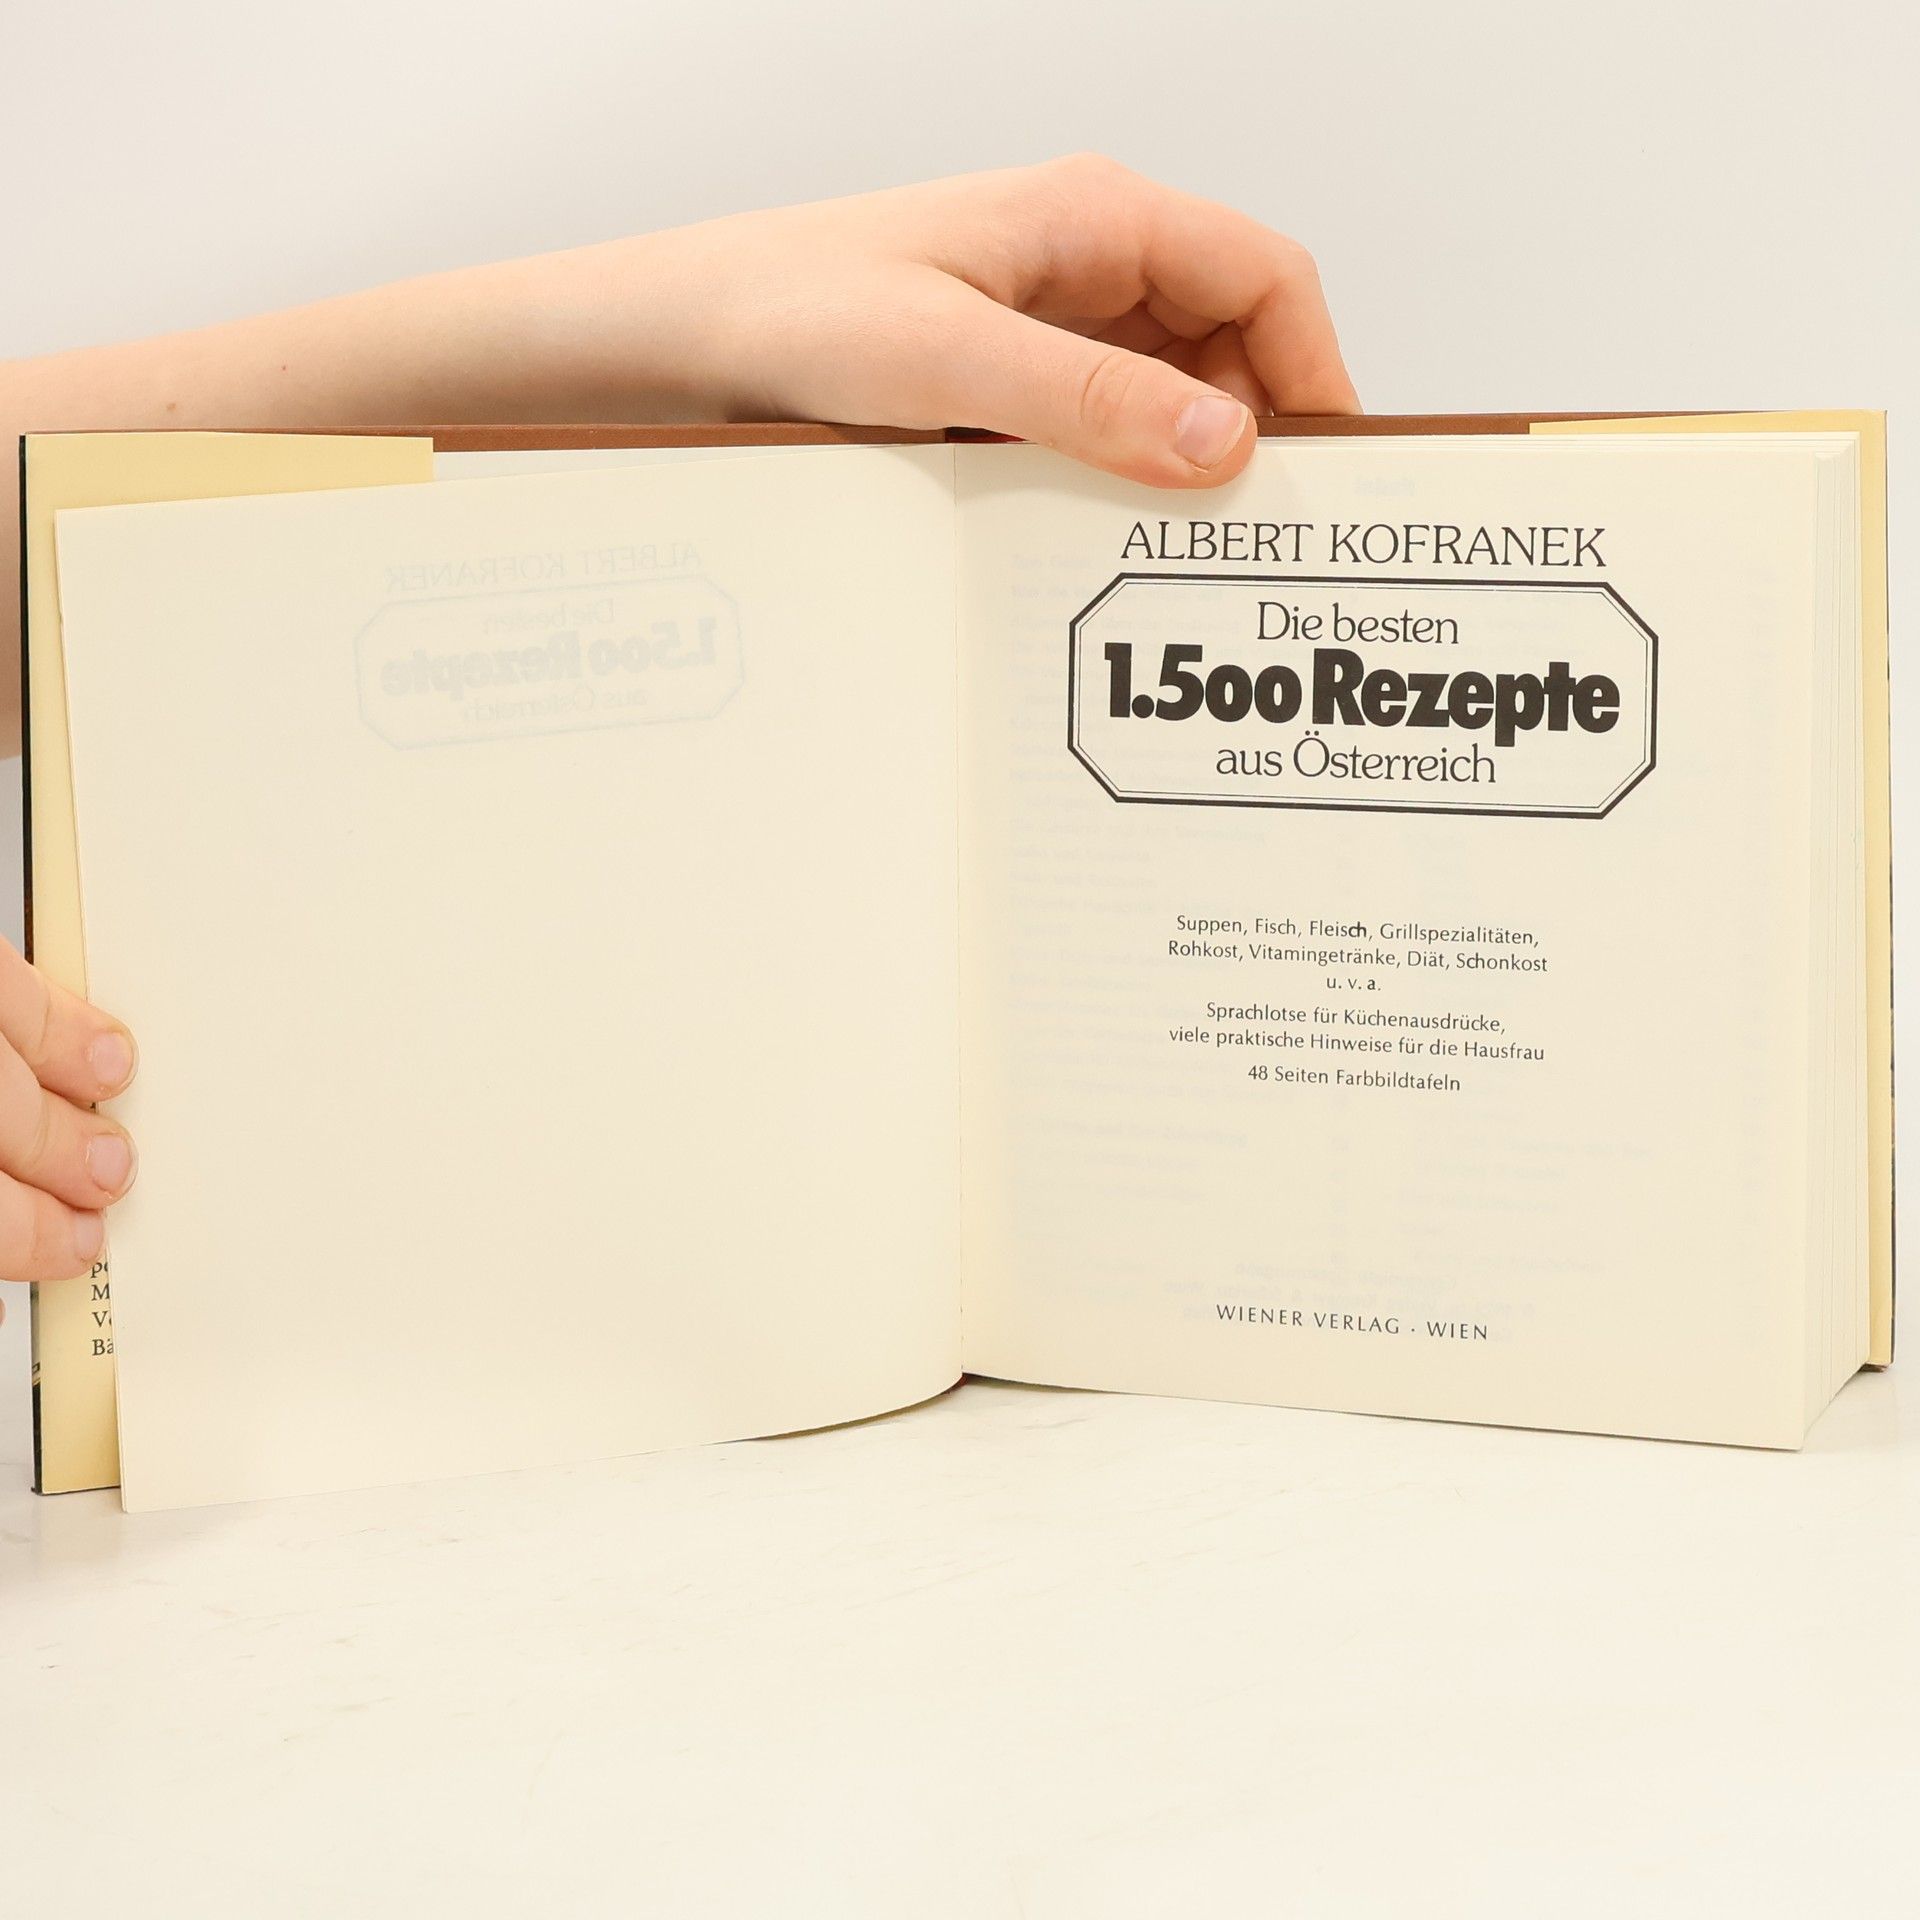 ALBERT KOFRANEK
Die besten
1.500 Rezepte
aus Österreich
Suppen, Fisch, Fleisch, Grillspezialitäten,
Rohkost, Vitamingetränke, Diät, Schonkost
u. v. a.
Sprachlotse für Küchenausdrücke,
viele praktische Hinweise für die Hausfrau
48 Seiten Farbbildtafeln
WIENER VERLAG · WIEN